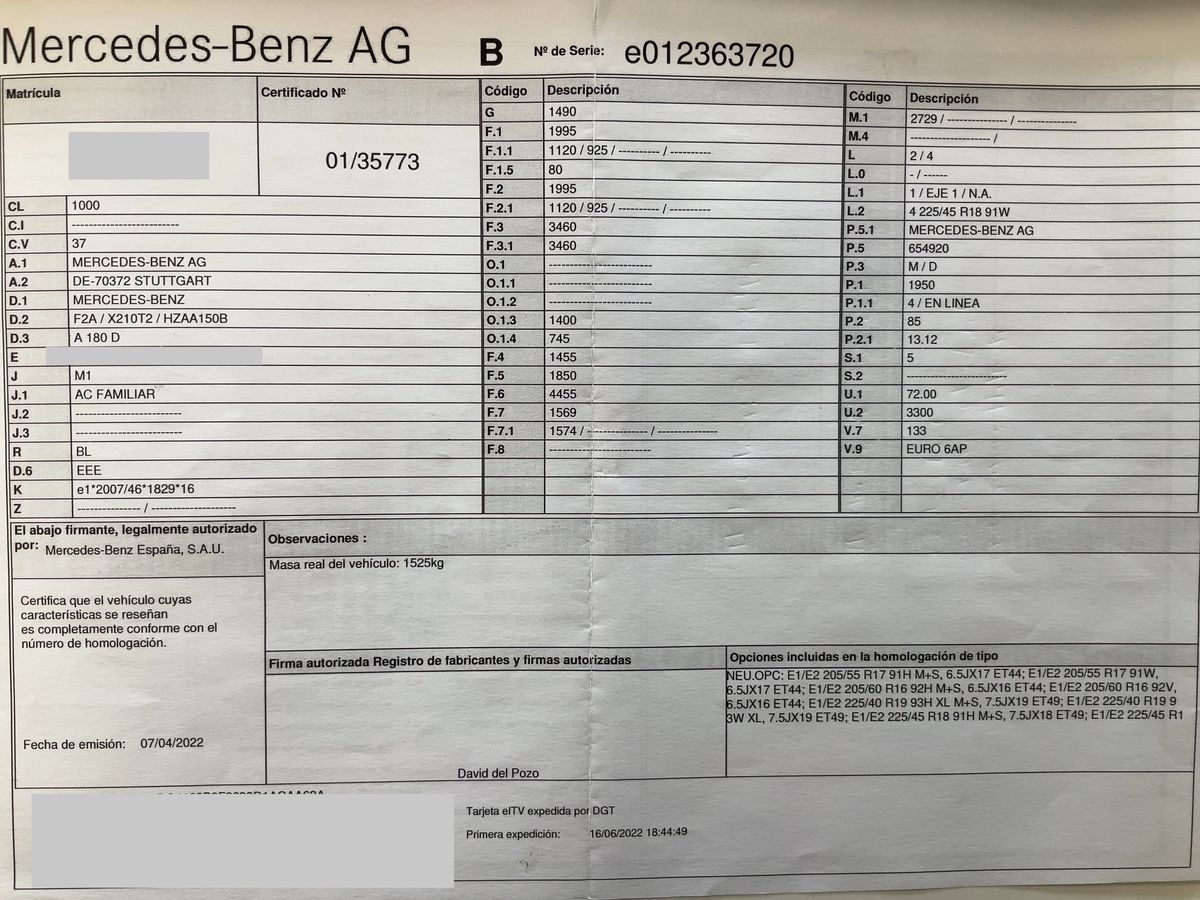 Mercedes-Benz AG B Nº de Serie: e012363720
Matrícula
Certificado Nº
01/35773
CL 1000
C.I -------------------------
C.V 37
A.1 MERCEDES-BENZ AG
A.2 DE-70372 STUTTGART
D.1 MERCEDES-BENZ
D.2 F2A / X210T2 / HZAA150B
D.3 A 180 D
E
J M1
J.1 AC FAMILIAR
J.2 -------------------------
J.3 -------------------------
R BL
D.6 EEE
K e1*2007/46*1829*16
Z --------------- / --------------------
Código Descripción
G 1490
F.1 1995
F.1.1 1120 / 925 / ---------- / ----------
F.1.5 80
F.2 1995
F.2.1 1120 / 925 / ---------- / ----------
F.3 3460
F.3.1 3460
O.1 -------------------------
O.1.1 -------------------------
O.1.2 -------------------------
O.1.3 1400
O.1.4 745
F.4 1455
F.5 1850
F.6 4455
F.7 1569
F.7.1 1574 / --------------- / ---------------
F.8 -------------------------
Código Descripción
M.1 2729 / --------------- / ---------------
M.4 --------------------- /
L 2 / 4
L.0 - / ------
L.1 1 / EJE 1 / N.A.
L.2 4 225/45 R18 91W
P.5.1 MERCEDES-BENZ AG
P.5 654920
P.3 M / D
P.1 1950
P.1.1 4 / EN LINEA
P.2 85
P.2.1 13.12
S.1 5
S.2 -------------------------
U.1 72.00
U.2 3300
V.7 133
V.9 EURO 6AP
El abajo firmante, legalmente autorizado
por: Mercedes-Benz España, S.A.U.
Certifica que el vehículo cuyas
características se reseñan
es completamente conforme con el
número de homologación.
Fecha de emisión: 07/04/2022
Observaciones :
Masa real del vehículo: 1525kg
Firma autorizada Registro de fabricantes y firmas autorizadas
David del Pozo
Opciones incluidas en la homologación de tipo
NEU.OPC: E1/E2 205/55 R17 91H M+S, 6.5JX17 ET44; E1/E2 205/55 R17 91W,
6.5JX17 ET44; E1/E2 205/60 R16 92H M+S, 6.5JX16 ET44; E1/E2 205/60 R16 92V,
6.5JX16 ET44; E1/E2 225/40 R19 93H XL M+S, 7.5JX19 ET49; E1/E2 225/40 R19 9
3W XL, 7.5JX19 ET49; E1/E2 225/45 R18 91H M+S, 7.5JX18 ET49; E1/E2 225/45 R1
Tarjeta eITV expedida por DGT
Primera expedición: 16/06/2022 18:44:49